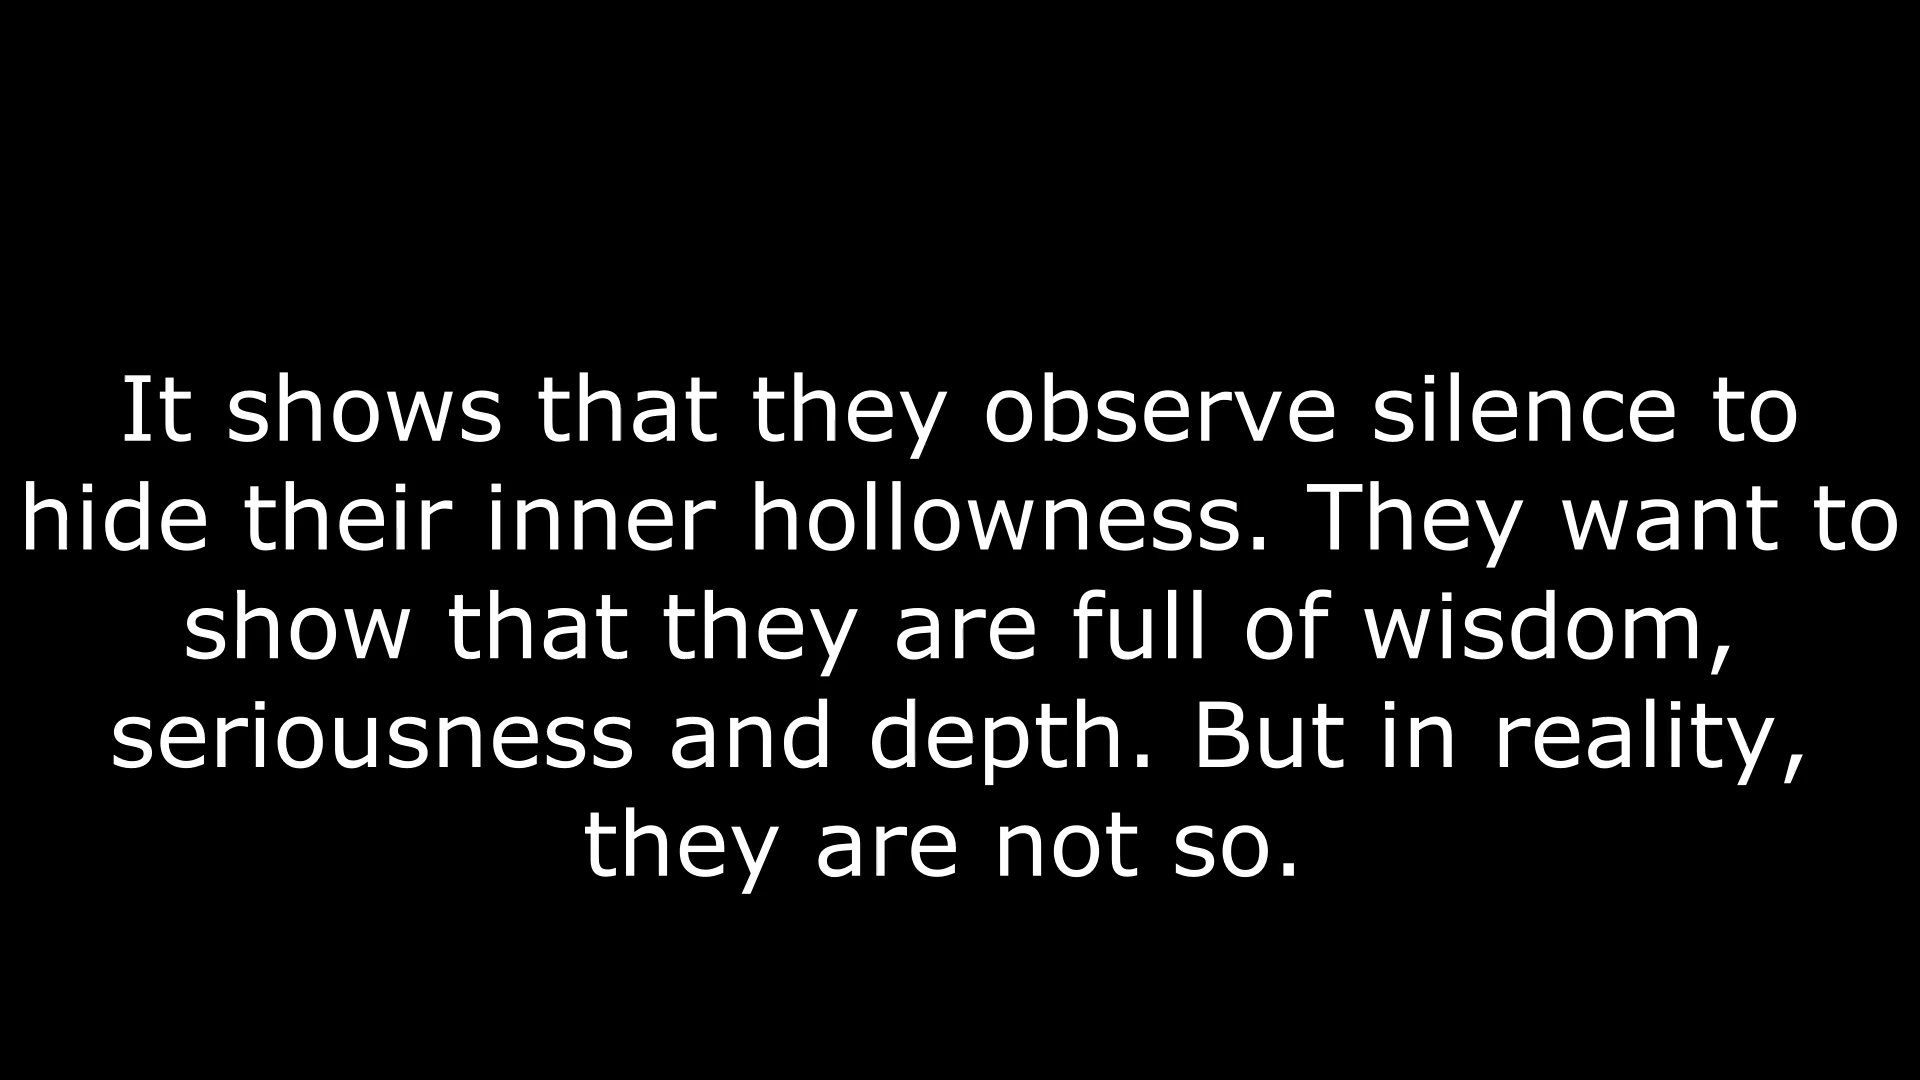 It shows that they observe silence to
hide their inner hollowness. They want to
show that they are full of wisdom,
seriousness and depth. But in reality,
they are not so.